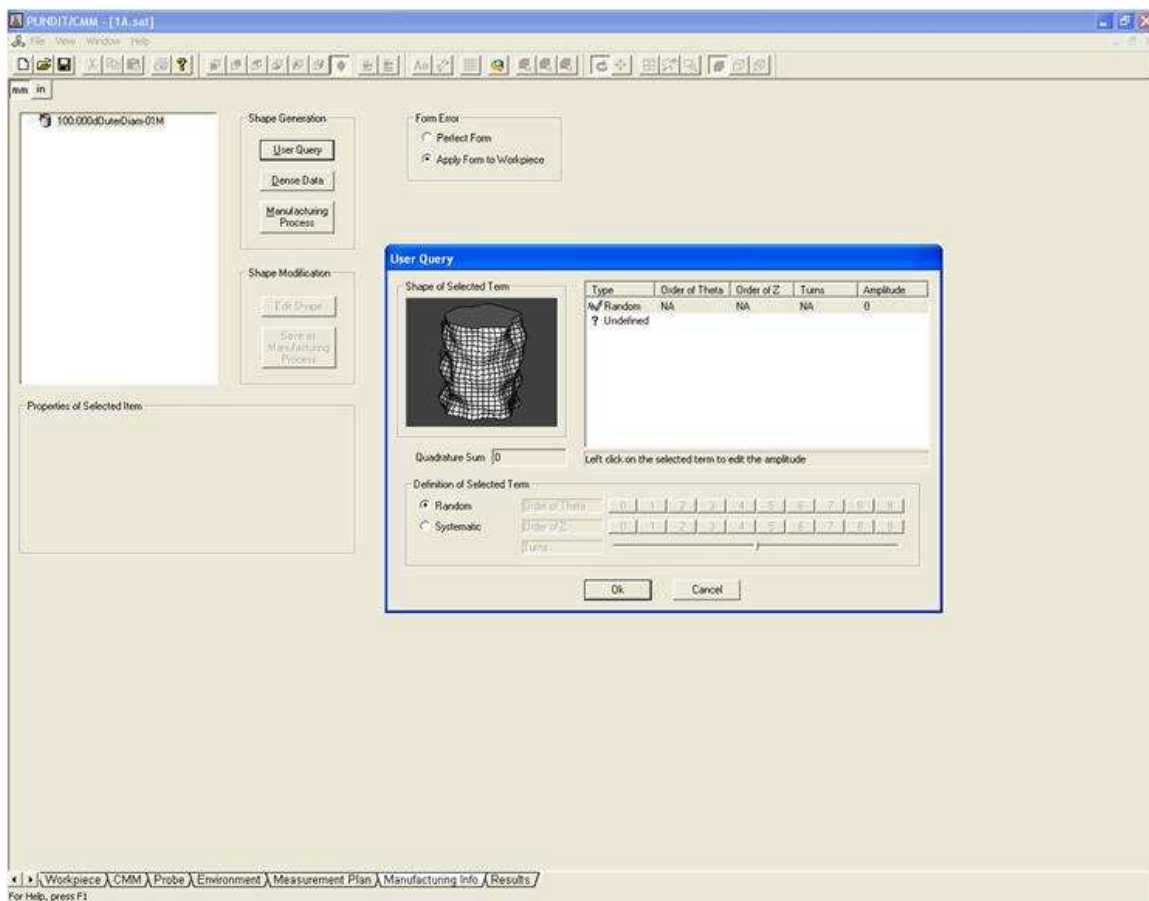 PUNDIT/CMM - [1A.sat]
File View Window Help
mm in
100.000dOuterDiam-01M
Shape Generation
User Query
Dense Data
Manufacturing
Process
Form Error
Perfect Form
Apply Form to Workpiece
Shape Modification
Edit Shape
Save as
Manufacturing
Process
Properties of Selected Item
User Query
Shape of Selected Term
Type Order of Theta Order of Z Turns Amplitude
Random NA NA NA 0
? Undefined
Quadrature Sum 0
Left click on the selected term to edit the amplitude
Definition of Selected Term
Random Order of Theta 0 1 2 3 4 5 6 7 8 9
Systematic Order of Z 0 1 2 3 4 5 6 7 8 9
Turns
Ok Cancel
Workpiece CMM Probe Environment Measurement Plan Manufacturing Info Results
For Help, press F1